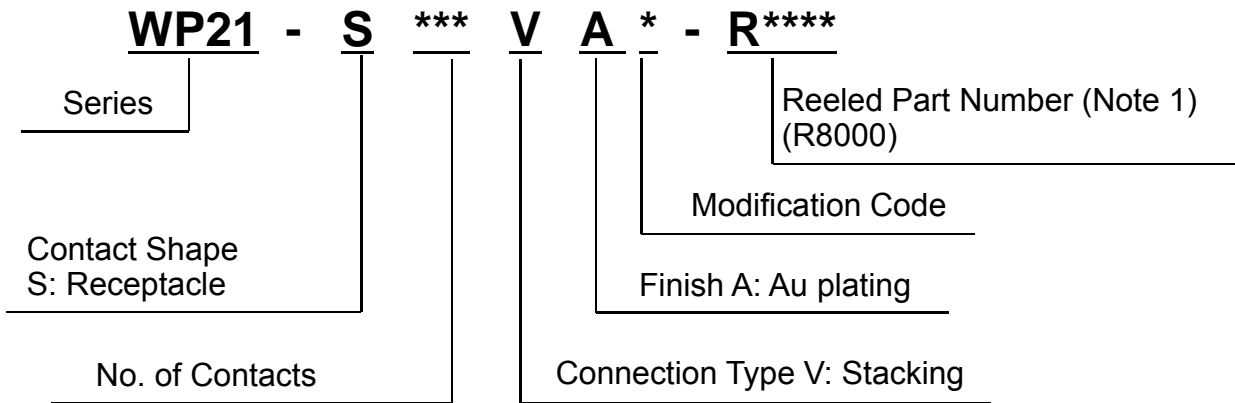 WP21 - S *** V A * - R****
Series
Reeled Part Number (Note 1)
(R8000)
Modification Code
Contact Shape
S: Receptacle
Finish A: Au plating
No. of Contacts
Connection Type V: Stacking